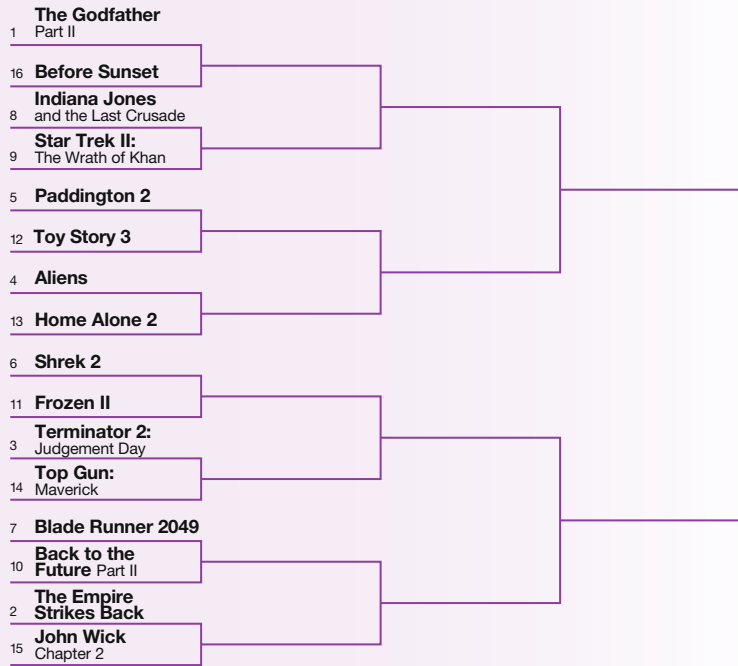 The Godfather
1 Part II
16 Before Sunset
Indiana Jones
8 and the Last Crusade
Star Trek II:
9 The Wrath of Khan
5 Paddington 2
12 Toy Story 3
4 Aliens
13 Home Alone 2
6 Shrek 2
11 Frozen II
Terminator 2:
3 Judgement Day
Top Gun:
14 Maverick
7 Blade Runner 2049
Back to the
10 Future Part II
The Empire
2 Strikes Back
John Wick
15 Chapter 2